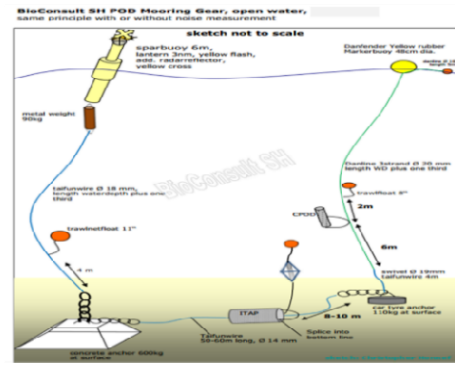 BioConsult SH POD Mooring Gear, open water,
same principle with or without noise measurement
sketch not to scale
sparbuoy 6m,
lantern 3nm, yellow flash,
add. radarreflector,
yellow cross
Danfender Yellow rubber
Markerbuoy 48cm dia.
metal weight
90kg
taifunwire Ø 18 mm,
length waterdepth plus one
third
Danline 3strand Ø 20 mm
length WD plus one third
BioConsult SH
trawlfloat 8"
2m
CPOD
trawlnetfloat 11"
6m
4 m
swivel Ø 19mm
taifunwire 4m
ITAP
8-10 m
car tyre anchor
110kg at surface
Taifunwire
50-60m long, Ø 14 mm
Splice into
bottom line
concrete anchor 600kg
at surface